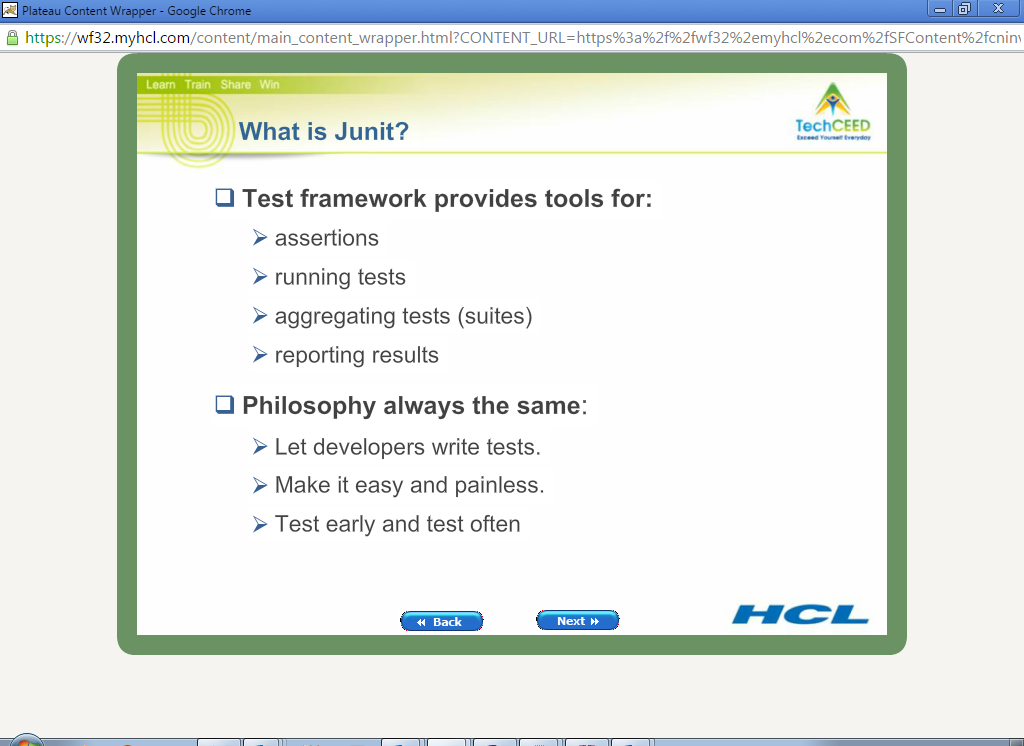 Plateau Content Wrapper - Google Chrome
https://wf32.myhcl.com/content/main_content_wrapper.html?CONTENT_URL=https%3a%2f%2fwf32%2emyhcl%2ecom%2fSFContent%2fcninv
Learn Train Share Win
What is Junit?
TechCEED
Exceed Yourself Everyday
Test framework provides tools for:
assertions
running tests
aggregating tests (suites)
reporting results
Philosophy always the same:
Let developers write tests.
Make it easy and painless.
Test early and test often
Back
Next
HCL